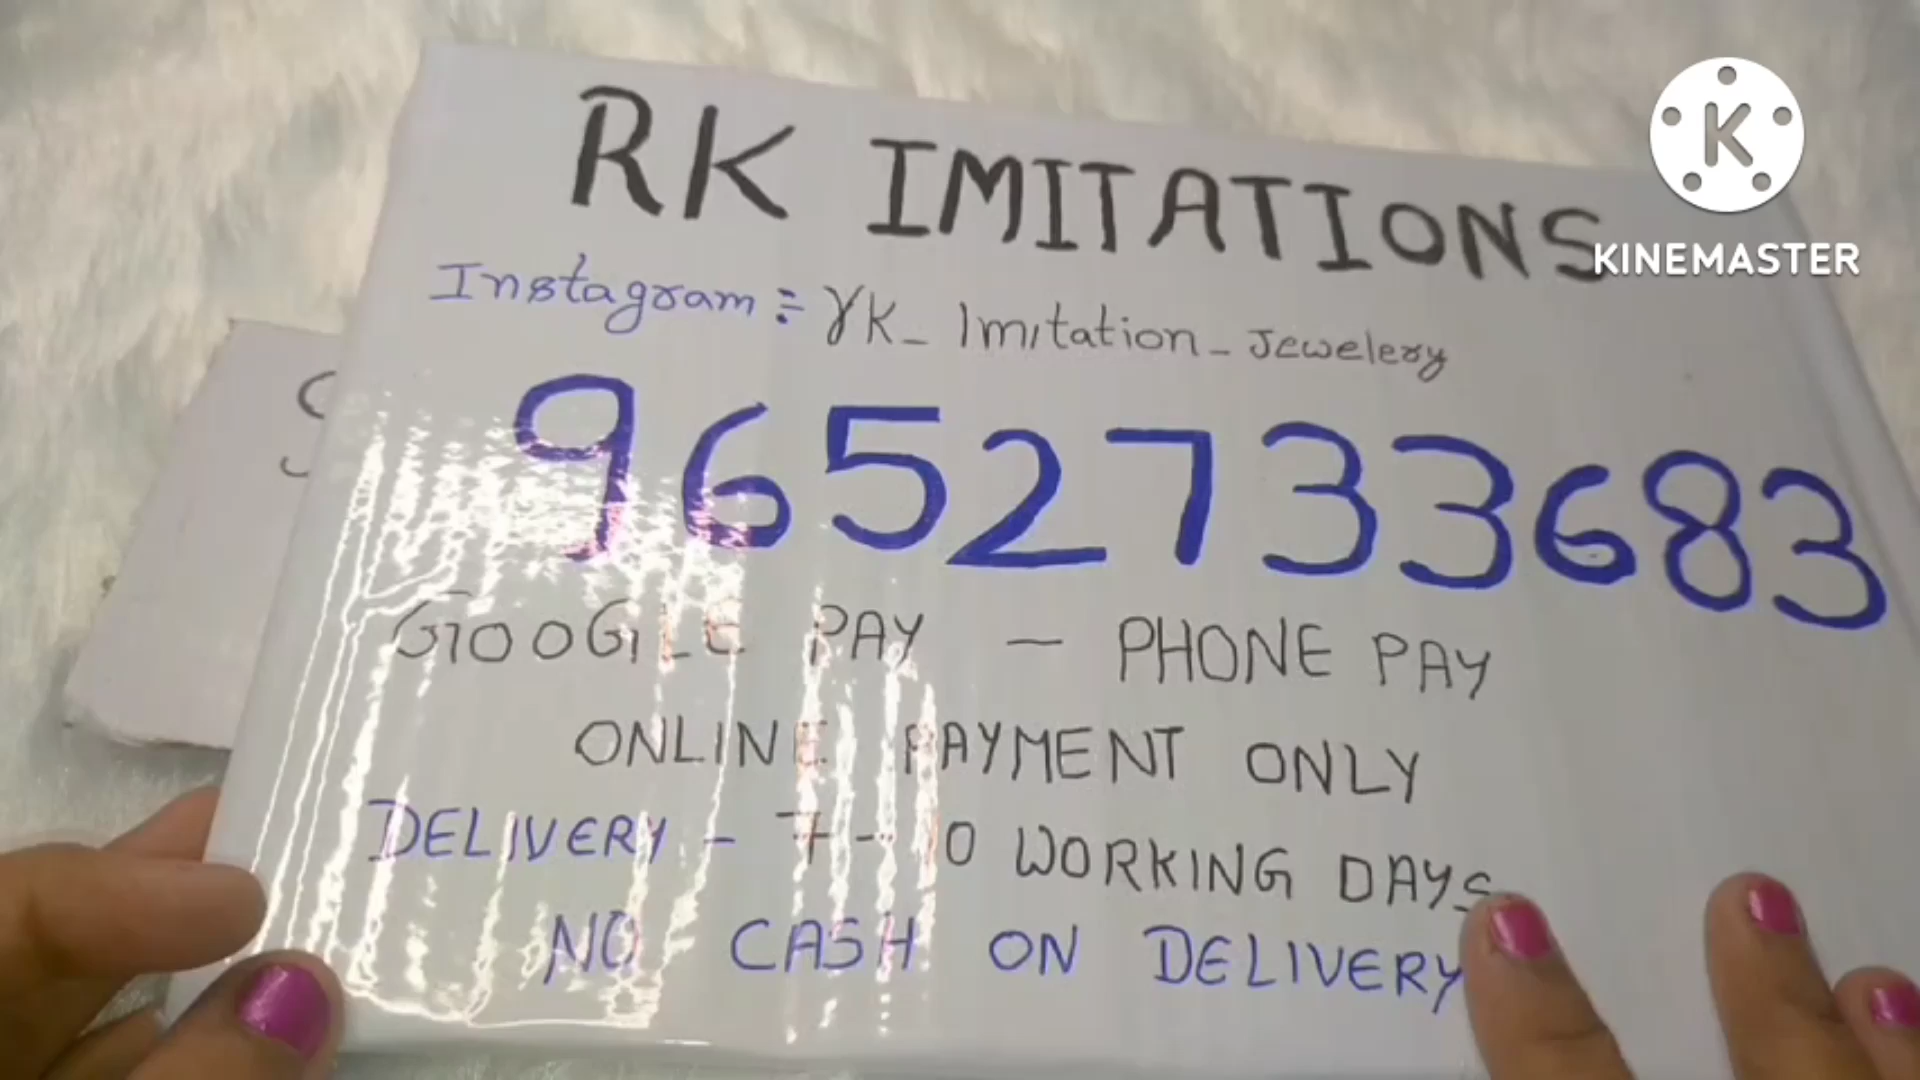 RK IMITATIONS
KINEMASTER
Instagram : rk_Imitation_Jewelery
9652733683
GOOGLE PAY - PHONE PAY
ONLINE PAYMENT ONLY
DELIVERY - 7-10 WORKING DAYS
NO CASH ON DELIVERY